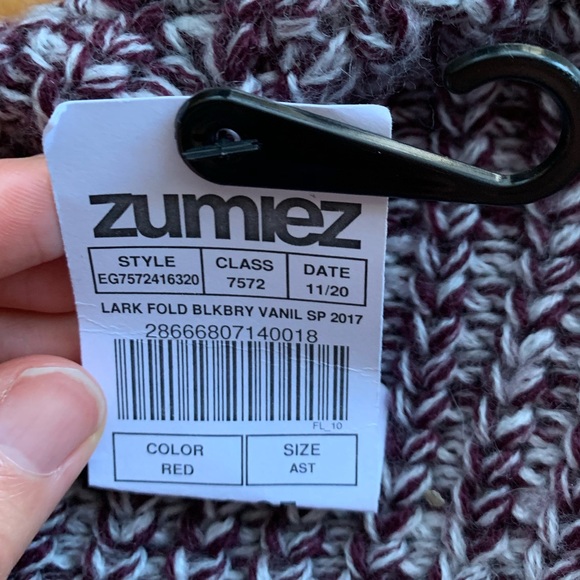 zumiez
STYLE CLASS DATE
EG7572416320 7572 11/20
LARK FOLD BLKBRY VANIL SP 2017
28666807140018
FL_10
COLOR SIZE
RED AST